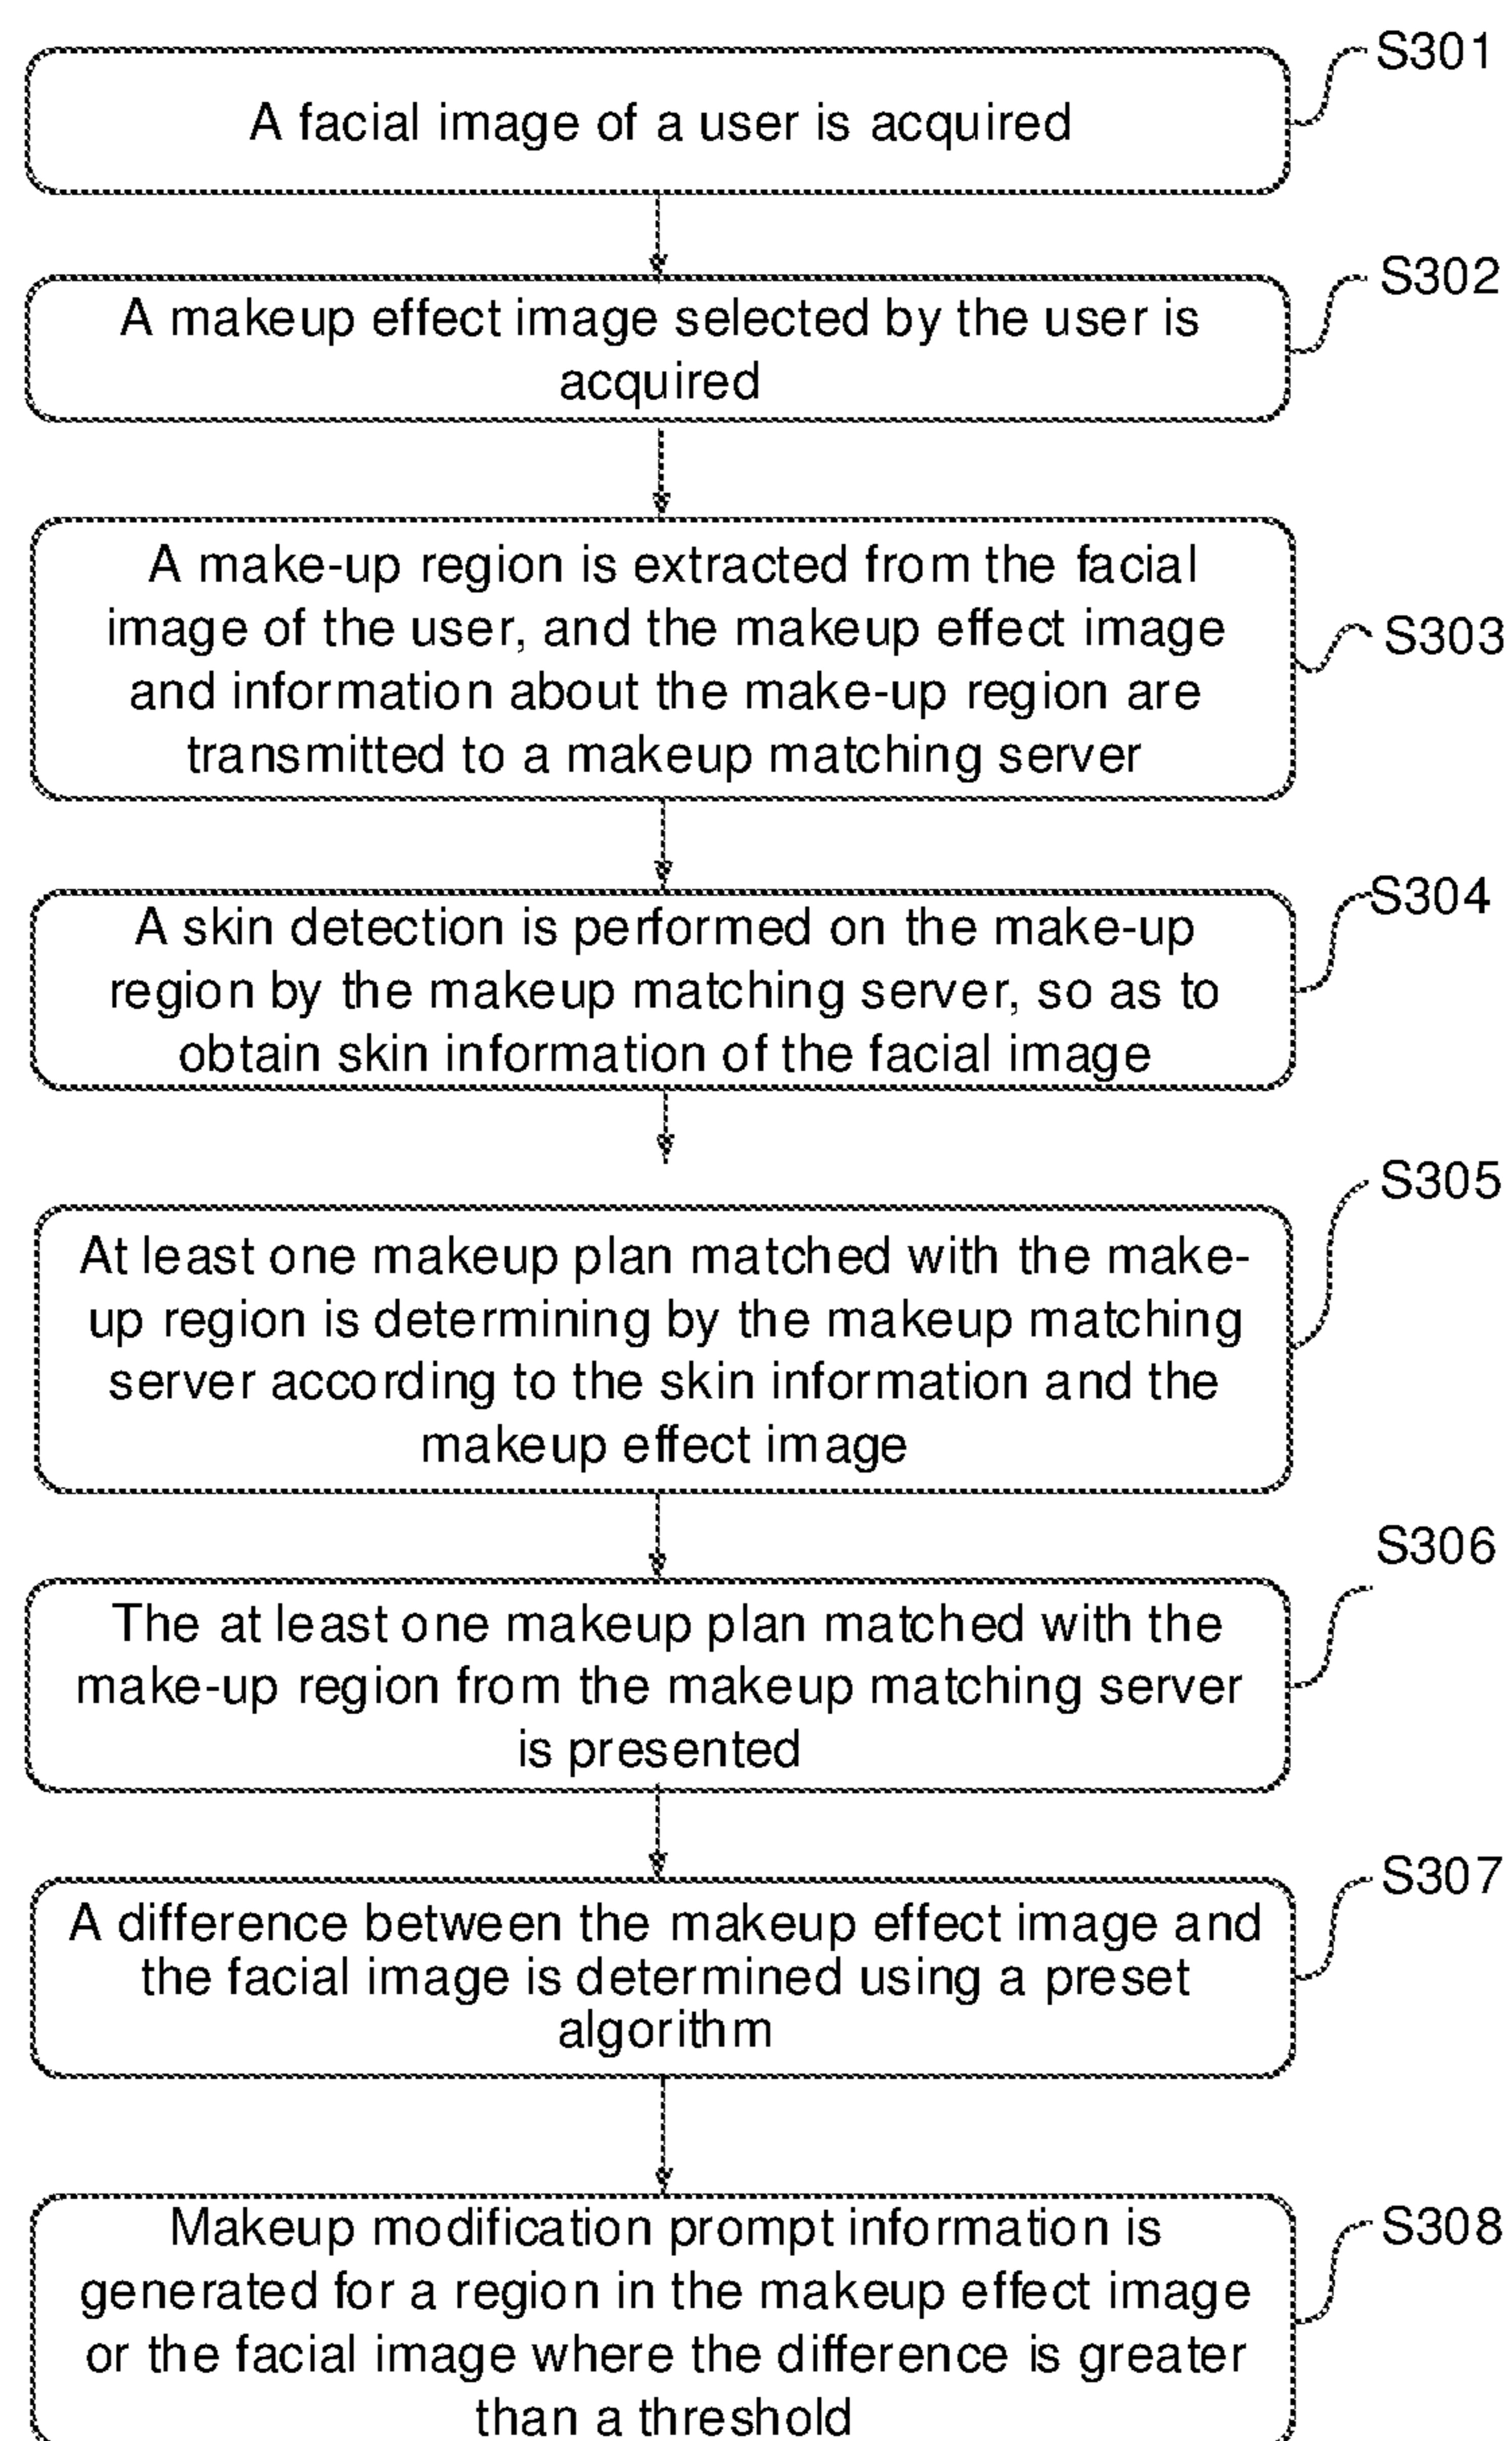 S301
A facial image of a user is acquired
S302
A makeup effect image selected by the user is
acquired
A make-up region is extracted from the facial
image of the user, and the makeup effect image
and information about the make-up region are
transmitted to a makeup matching server
S303
S304
A skin detection is performed on the make-up
region by the makeup matching server, so as to
obtain skin information of the facial image
S305
At least one makeup plan matched with the make-
up region is determining by the makeup matching
server according to the skin information and the
makeup effect image
S306
The at least one makeup plan matched with the
make-up region from the makeup matching server
is presented
S307
A difference between the makeup effect image and
the facial image is determined using a preset
algorithm
S308
Makeup modification prompt information is
generated for a region in the makeup effect image
or the facial image where the difference is greater
than a threshold